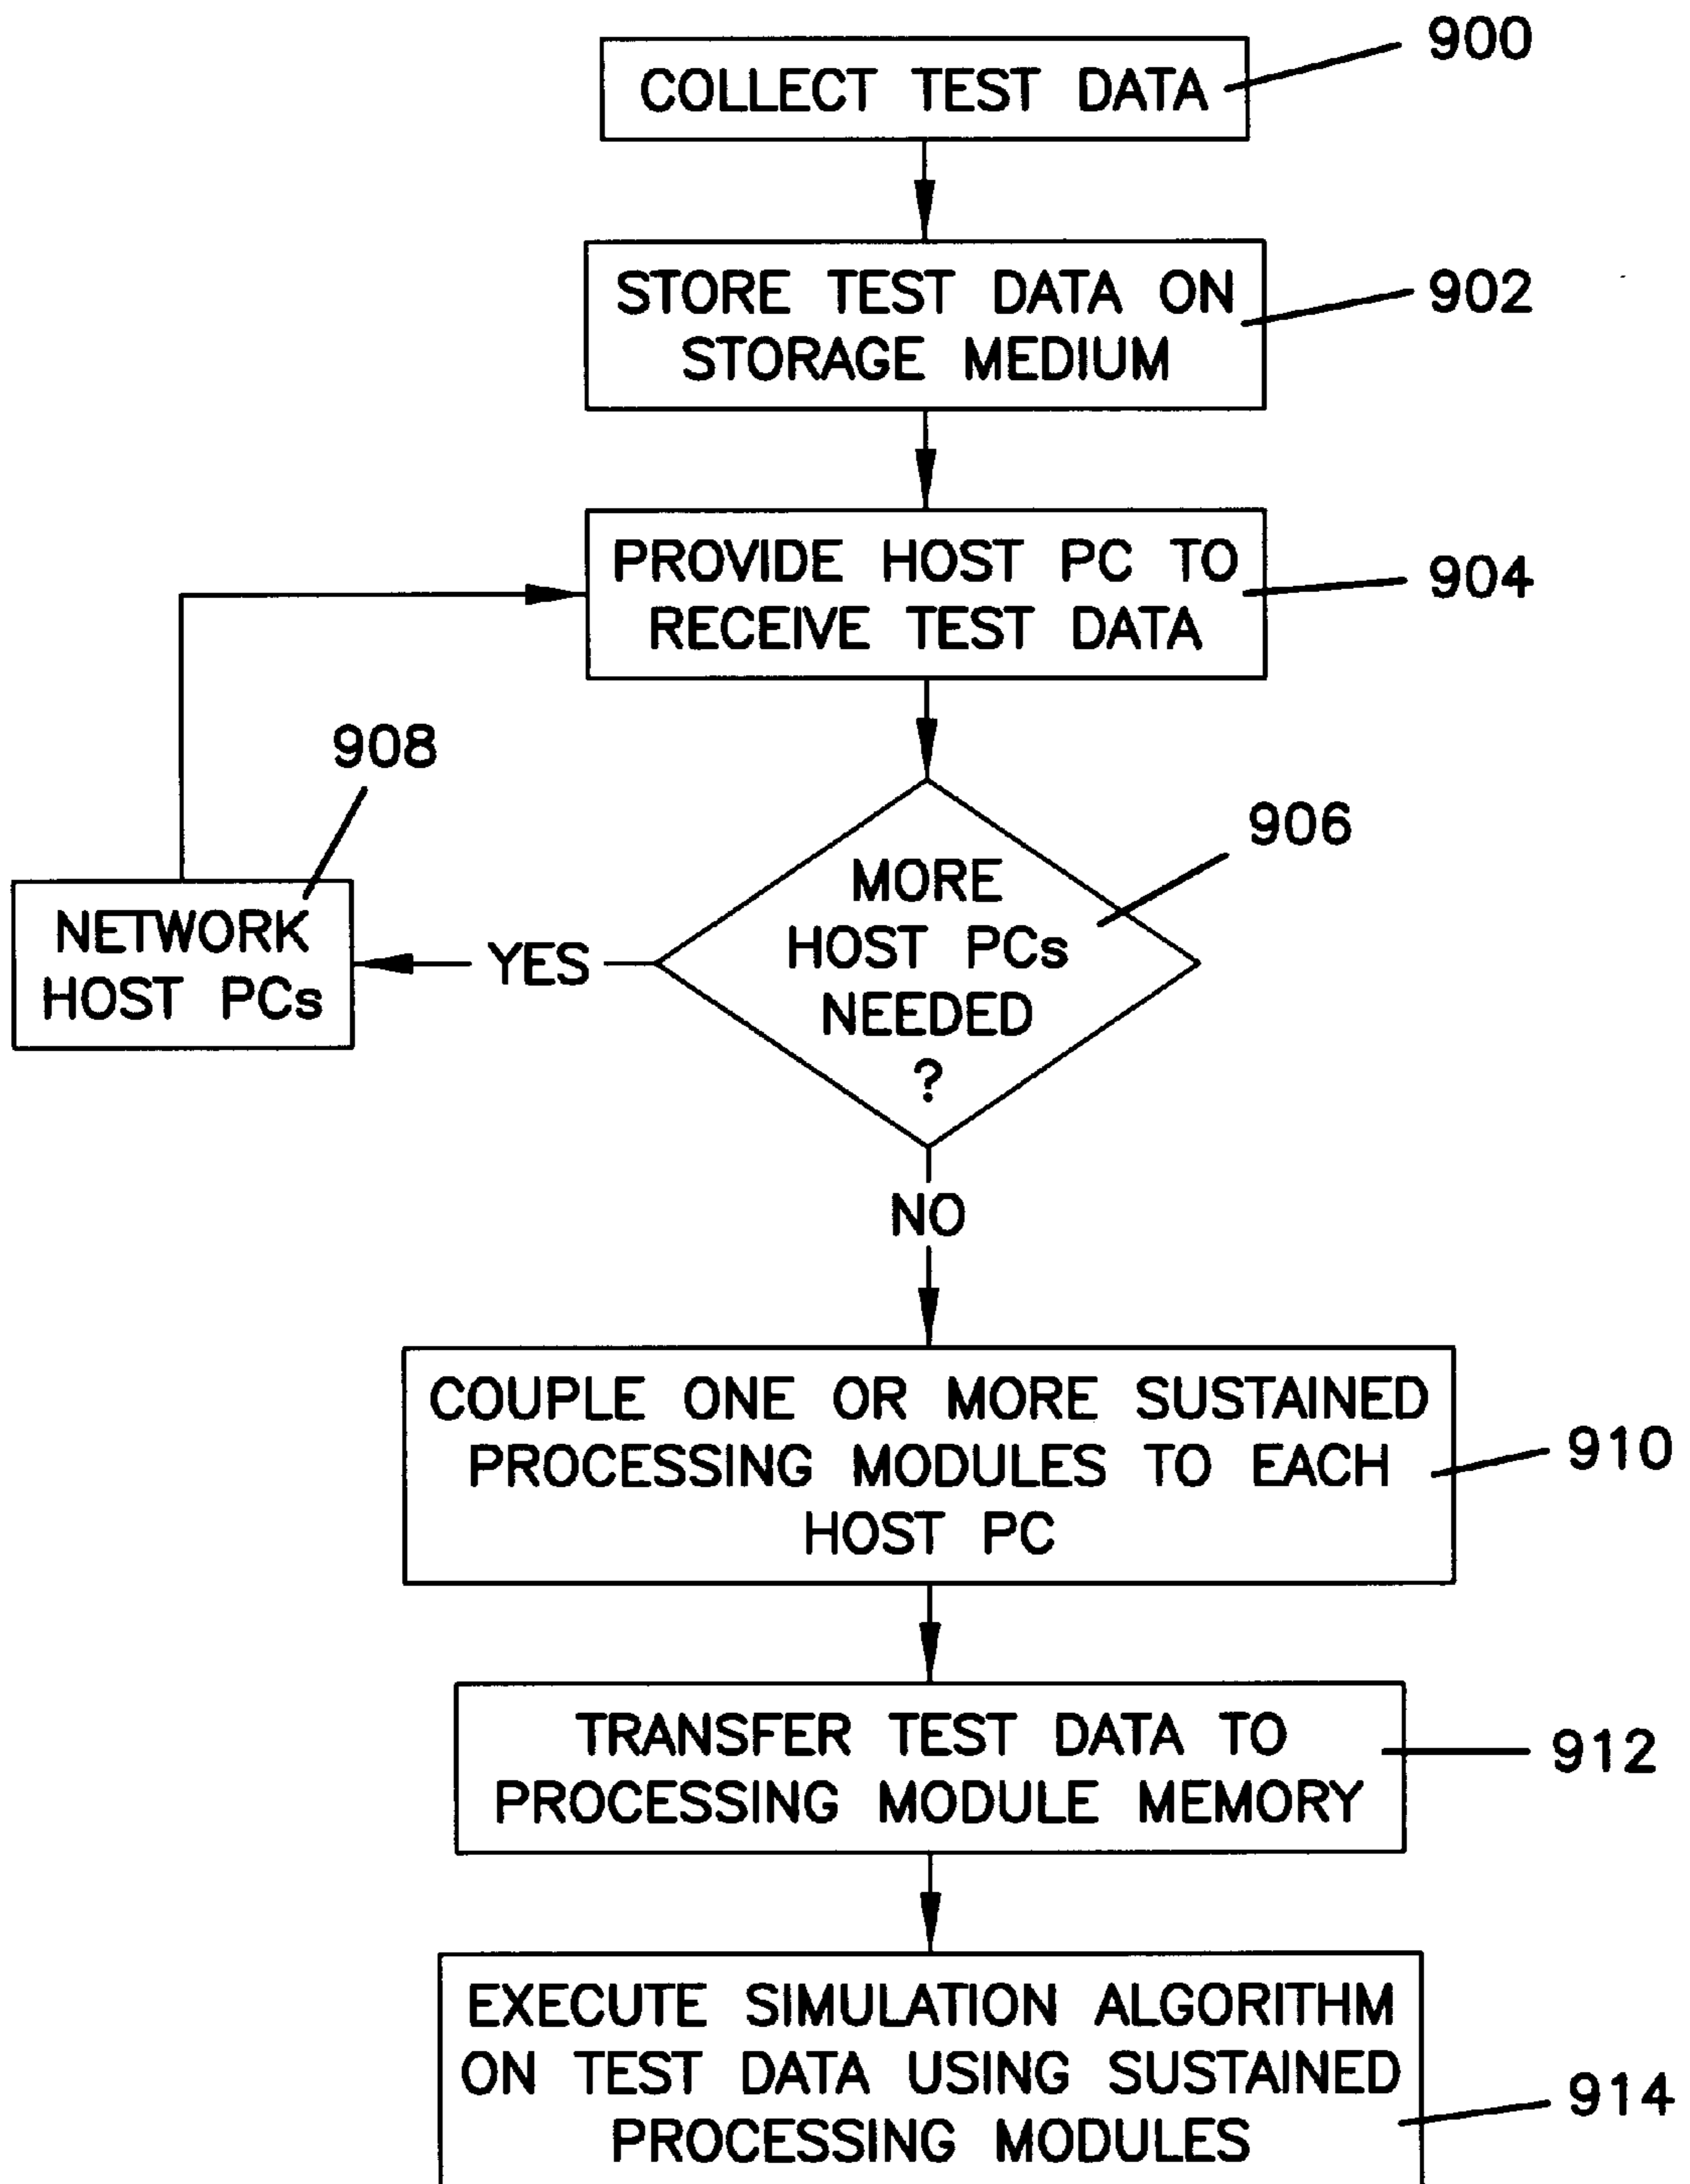 900
COLLECT TEST DATA
STORE TEST DATA ON
STORAGE MEDIUM
902
PROVIDE HOST PC TO
RECEIVE TEST DATA
904
908
906
MORE
HOST PCs
NEEDED
?
YES
NETWORK
HOST PCs
NO
COUPLE ONE OR MORE SUSTAINED
PROCESSING MODULES TO EACH
HOST PC
910
TRANSFER TEST DATA TO
PROCESSING MODULE MEMORY
912
EXECUTE SIMULATION ALGORITHM
ON TEST DATA USING SUSTAINED
PROCESSING MODULES
914